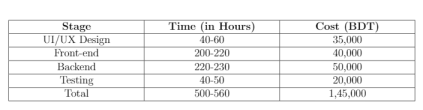 Stage Time (in Hours) Cost (BDT)
UI/UX Design 40-60 35,000
Front-end 200-220 40,000
Backend 220-230 50,000
Testing 40-50 20,000
Total 500-560 1,45,000